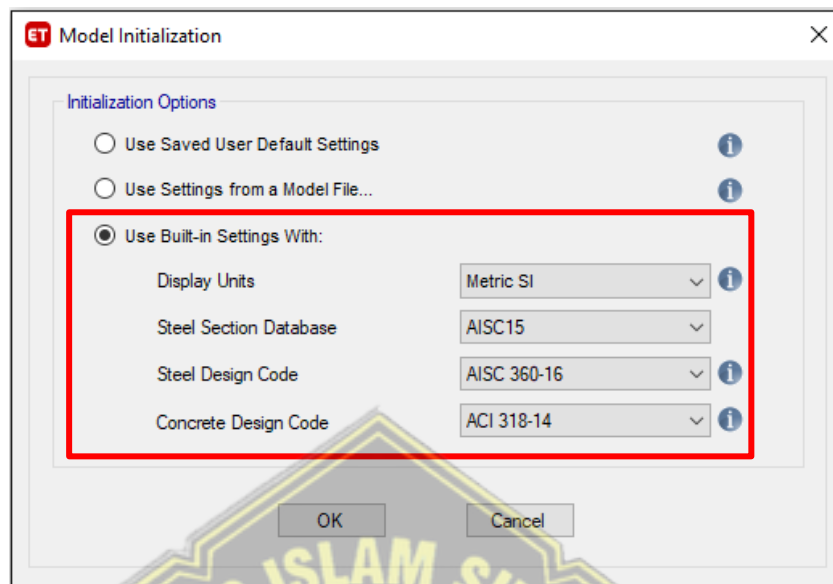 ET Model Initialization
Initialization Options
Use Saved User Default Settings
Use Settings from a Model File...
Use Built-in Settings With:
Display Units Metric SI
Steel Section Database AISC15
Steel Design Code AISC 360-16
Concrete Design Code ACI 318-14
OK Cancel
ISLAM